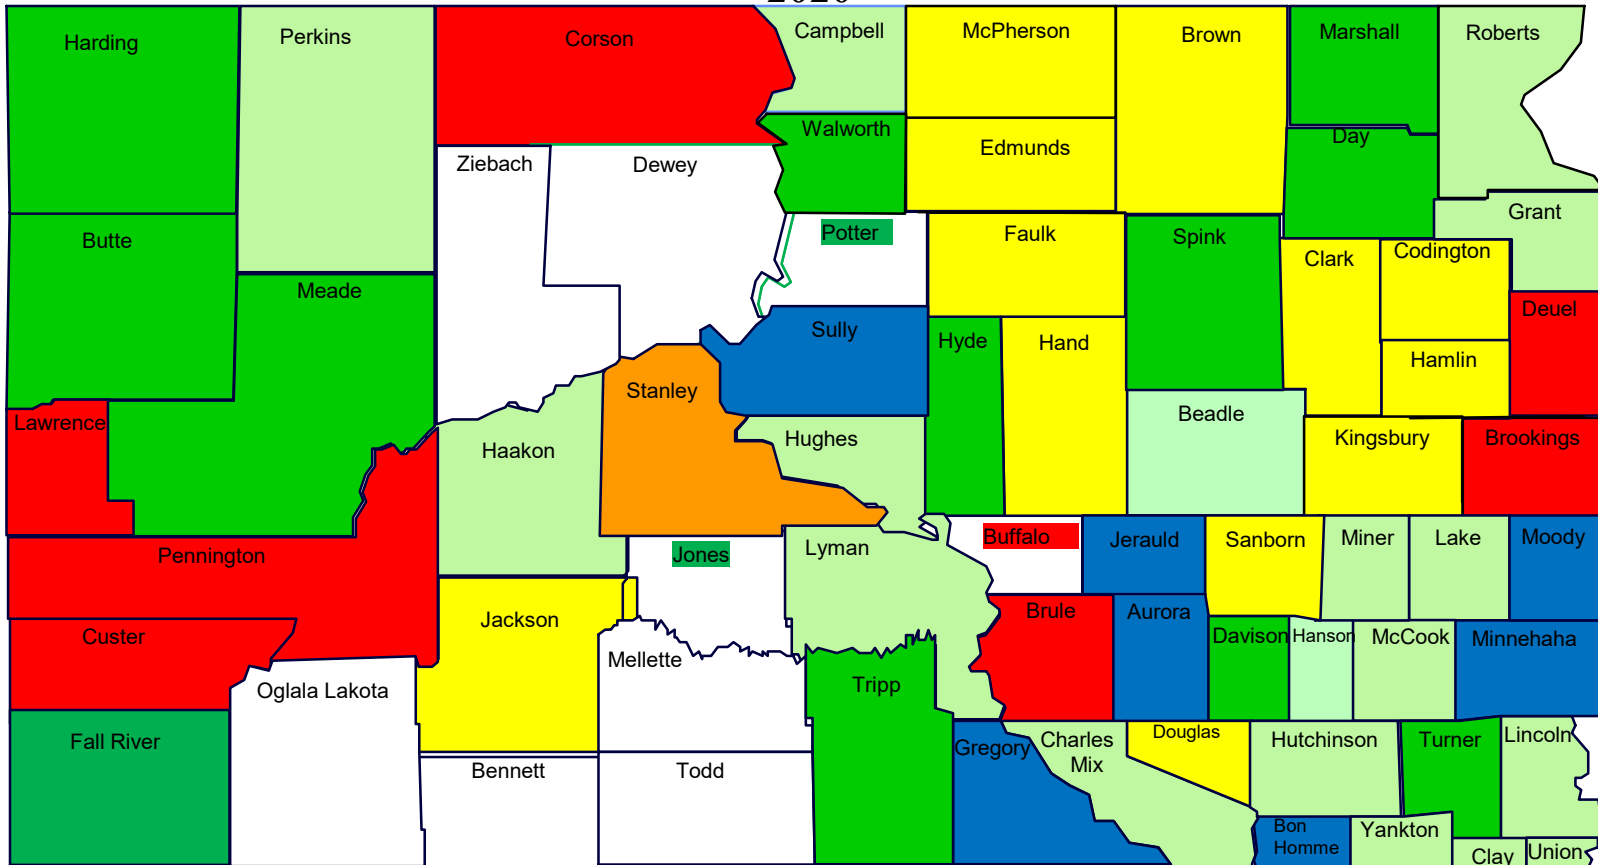 2020
Harding
Perkins
Corson
Campbell
McPherson
Brown
Marshall
Roberts
Walworth
Edmunds
Day
Ziebach
Dewey
Grant
Butte
Potter
Faulk
Spink
Clark
Codington
Meade
Sully
Hyde
Hand
Hamlin
Deuel
Lawrence
Stanley
Haakon
Hughes
Beadle
Kingsbury
Brookings
Pennington
Jones
Lyman
Buffalo
Jerauld
Sanborn
Miner
Lake
Moody
Custer
Jackson
Brule
Aurora
Davison
Hanson
McCook
Minnehaha
Mellette
Oglala Lakota
Tripp
Fall River
Bennett
Todd
Gregory
Charles
Mix
Douglas
Hutchinson
Turner
Lincoln
Bon
Homme
Yankton
Clay
Union